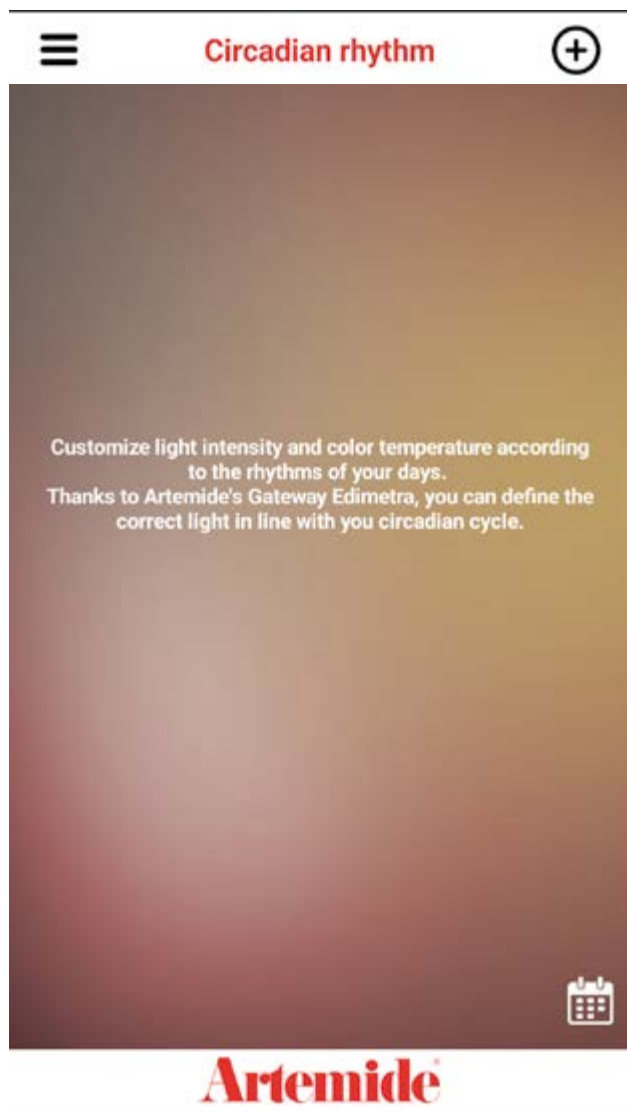 Circadian rhythm
Customize light intensity and color temperature according
to the rhythms of your days.
Thanks to Artemide's Gateway Edimetra, you can define the
correct light in line with you circadian cycle.
Artemide